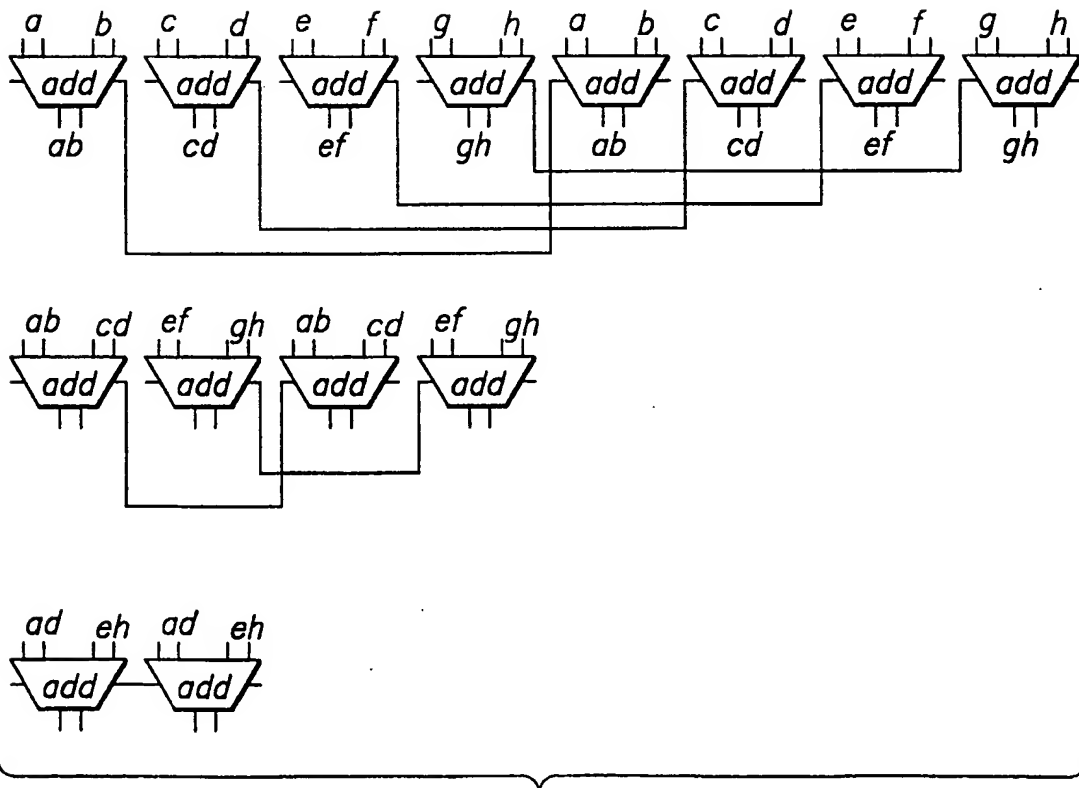 a b c d e f g h a b c d e f g h
add add add add add add add add
ab cd ef gh ab cd ef gh
ab cd ef gh ab cd ef gh
add add add add
ad eh ad eh
add add